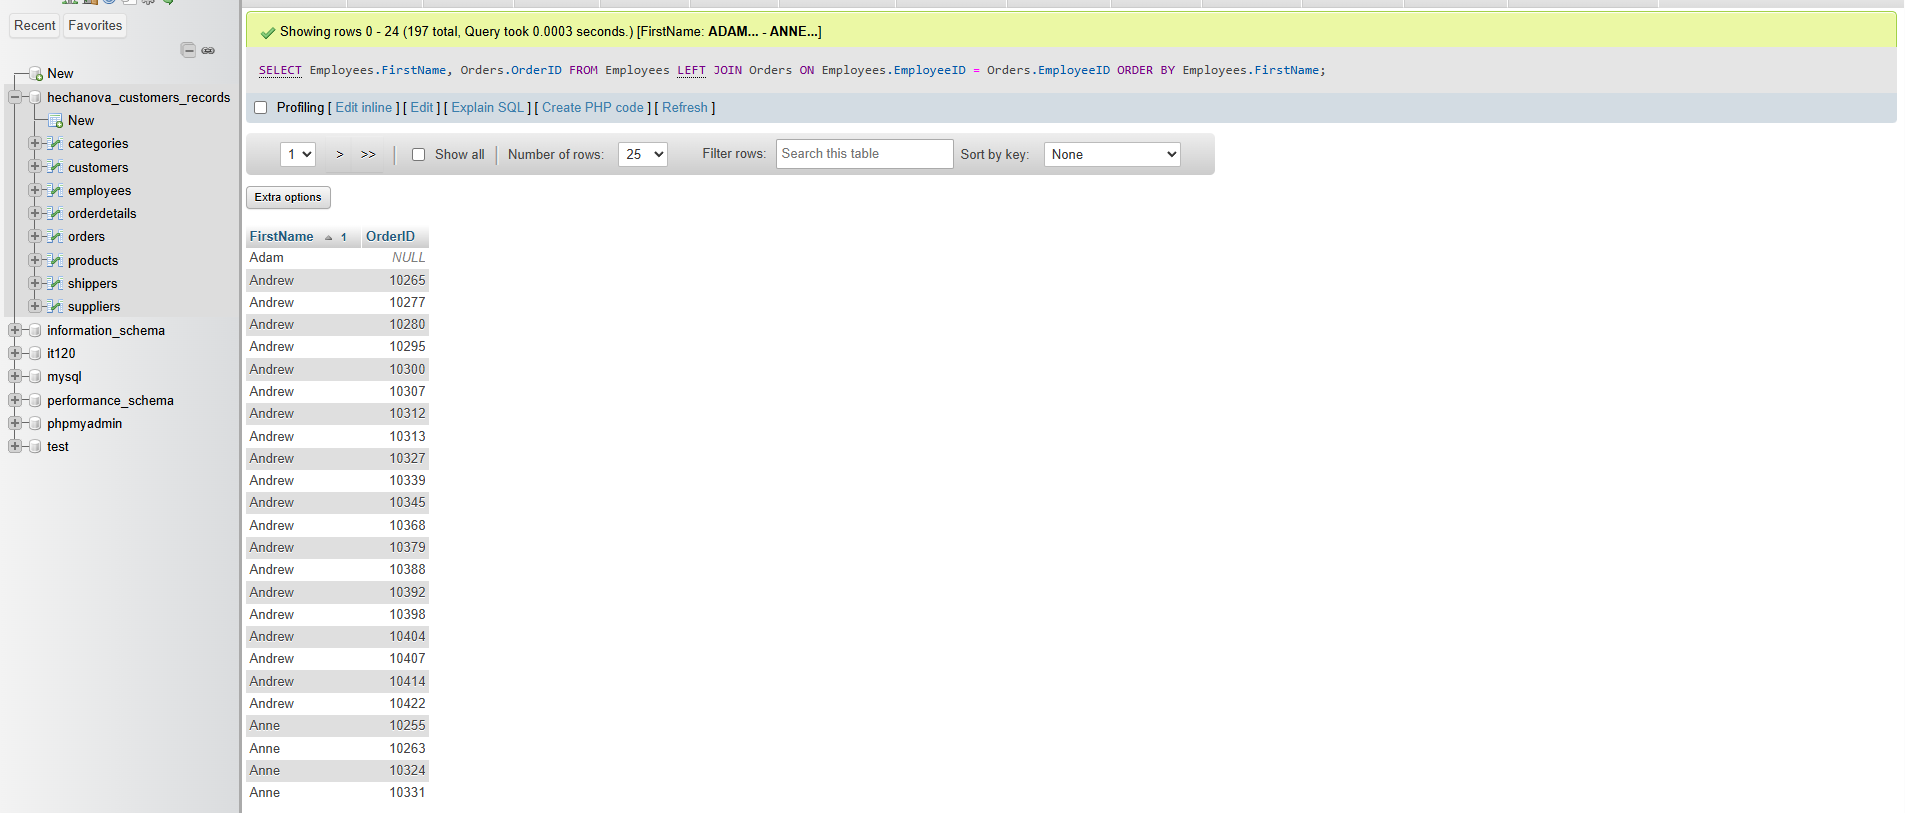 Recent Favorites
New
hechanova_customers_records
New
categories
customers
employees
orderdetails
orders
products
shippers
suppliers
information_schema
it120
mysql
performance_schema
phpmyadmin
test
Showing rows 0 - 24 (197 total, Query took 0.0003 seconds.) [FirstName: ADAM... - ANNE...]
SELECT Employees.FirstName, Orders.OrderID FROM Employees LEFT JOIN Orders ON Employees.EmployeeID = Orders.EmployeeID ORDER BY Employees.FirstName;
Profiling [ Edit inline ] [ Edit ] [ Explain SQL ] [ Create PHP code ] [ Refresh ]
1 > >> | Show all | Number of rows: 25 Filter rows: Search this table Sort by key: None
Extra options
FirstName 1 OrderID
Adam NULL
Andrew 10265
Andrew 10277
Andrew 10280
Andrew 10295
Andrew 10300
Andrew 10307
Andrew 10312
Andrew 10313
Andrew 10327
Andrew 10339
Andrew 10345
Andrew 10368
Andrew 10379
Andrew 10388
Andrew 10392
Andrew 10398
Andrew 10404
Andrew 10407
Andrew 10414
Andrew 10422
Anne 10255
Anne 10263
Anne 10324
Anne 10331